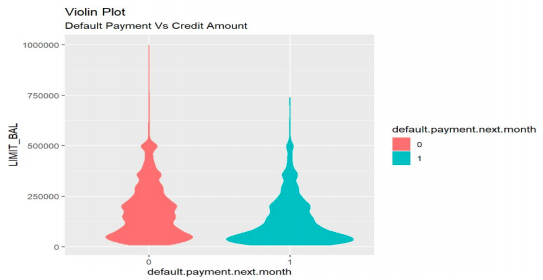 Violin Plot
Default Payment Vs Credit Amount
1000000
750000
500000
250000
0
LIMIT_BAL
0
1
default.payment.next.month
default.payment.next.month
0
1